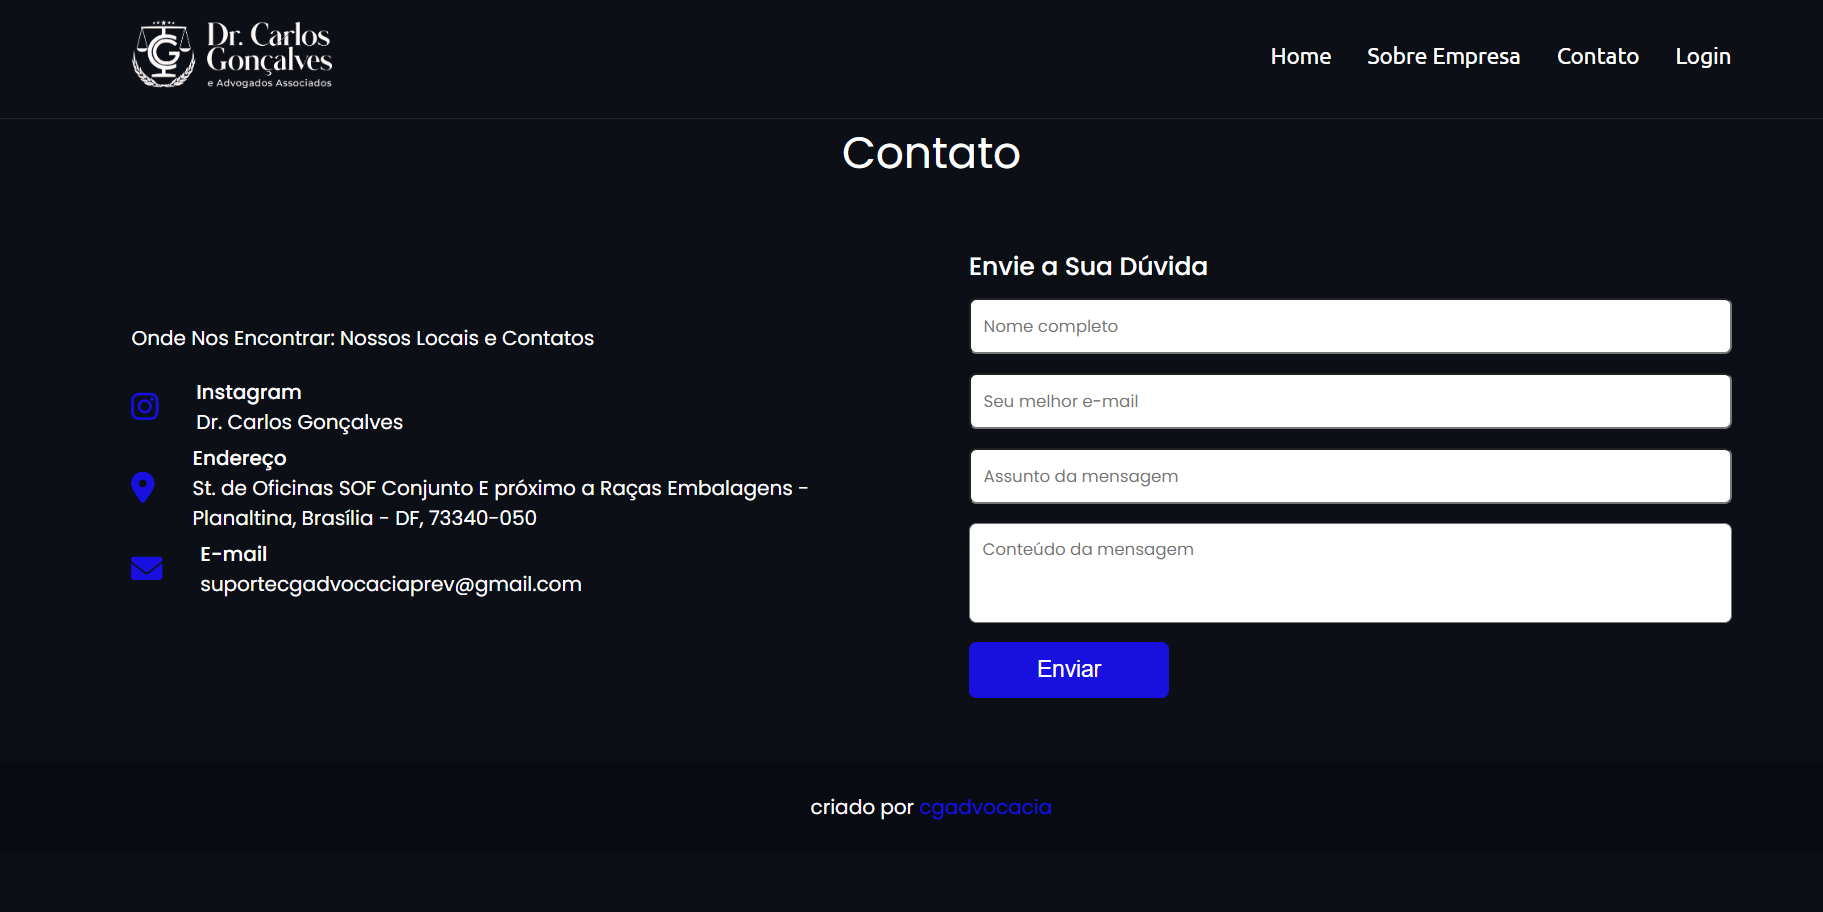 Dr. Carlos
Gonçalves
e Advogados Associados
Home Sobre Empresa Contato Login
Contato
Onde Nos Encontrar: Nossos Locais e Contatos
Instagram
Dr. Carlos Gonçalves
Endereço
St. de Oficinas SOF Conjunto E próximo a Raças Embalagens -
Planaltina, Brasília - DF, 73340-050
E-mail
suportecgadvocaciaprev@gmail.com
Envie a Sua Dúvida
Nome completo
Seu melhor e-mail
Assunto da mensagem
Conteúdo da mensagem
Enviar
criado por cgadvocacia